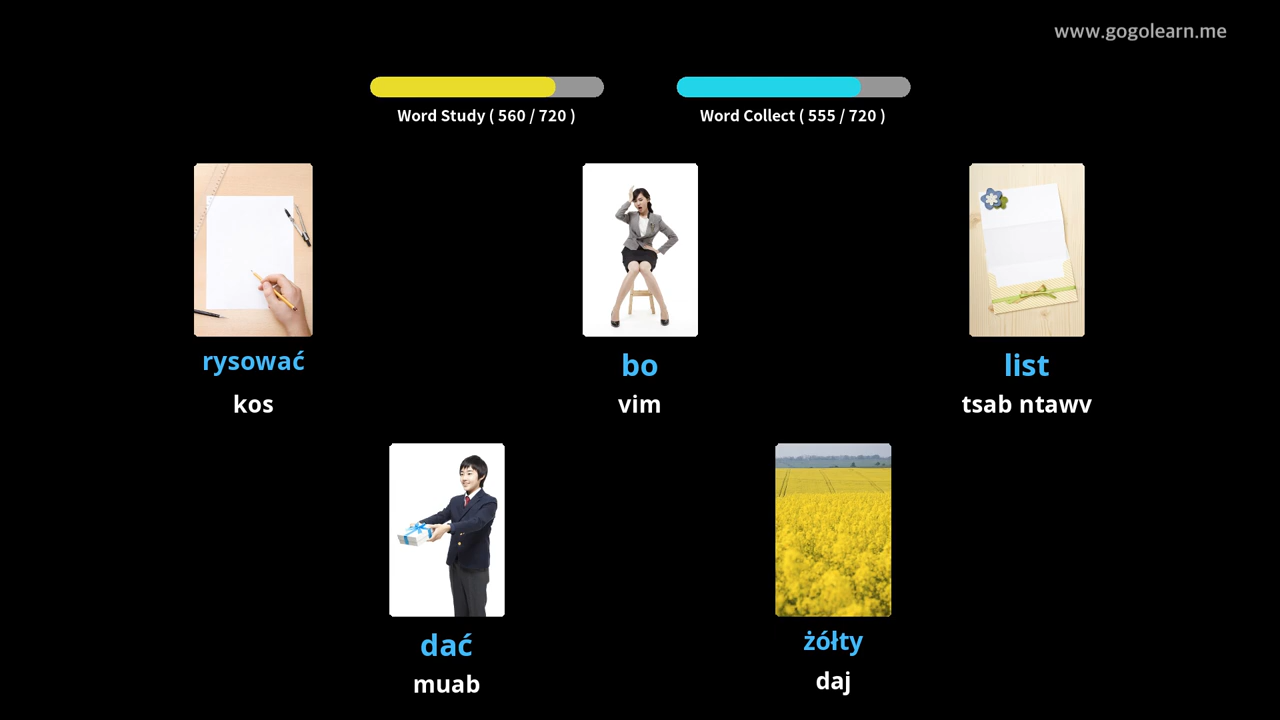 www.gogolearn.me
Word Study ( 560 / 720 )
Word Collect ( 555 / 720 )
rysować
kos
bo
vim
list
tsab ntawv
dać
muab
żółty
daj